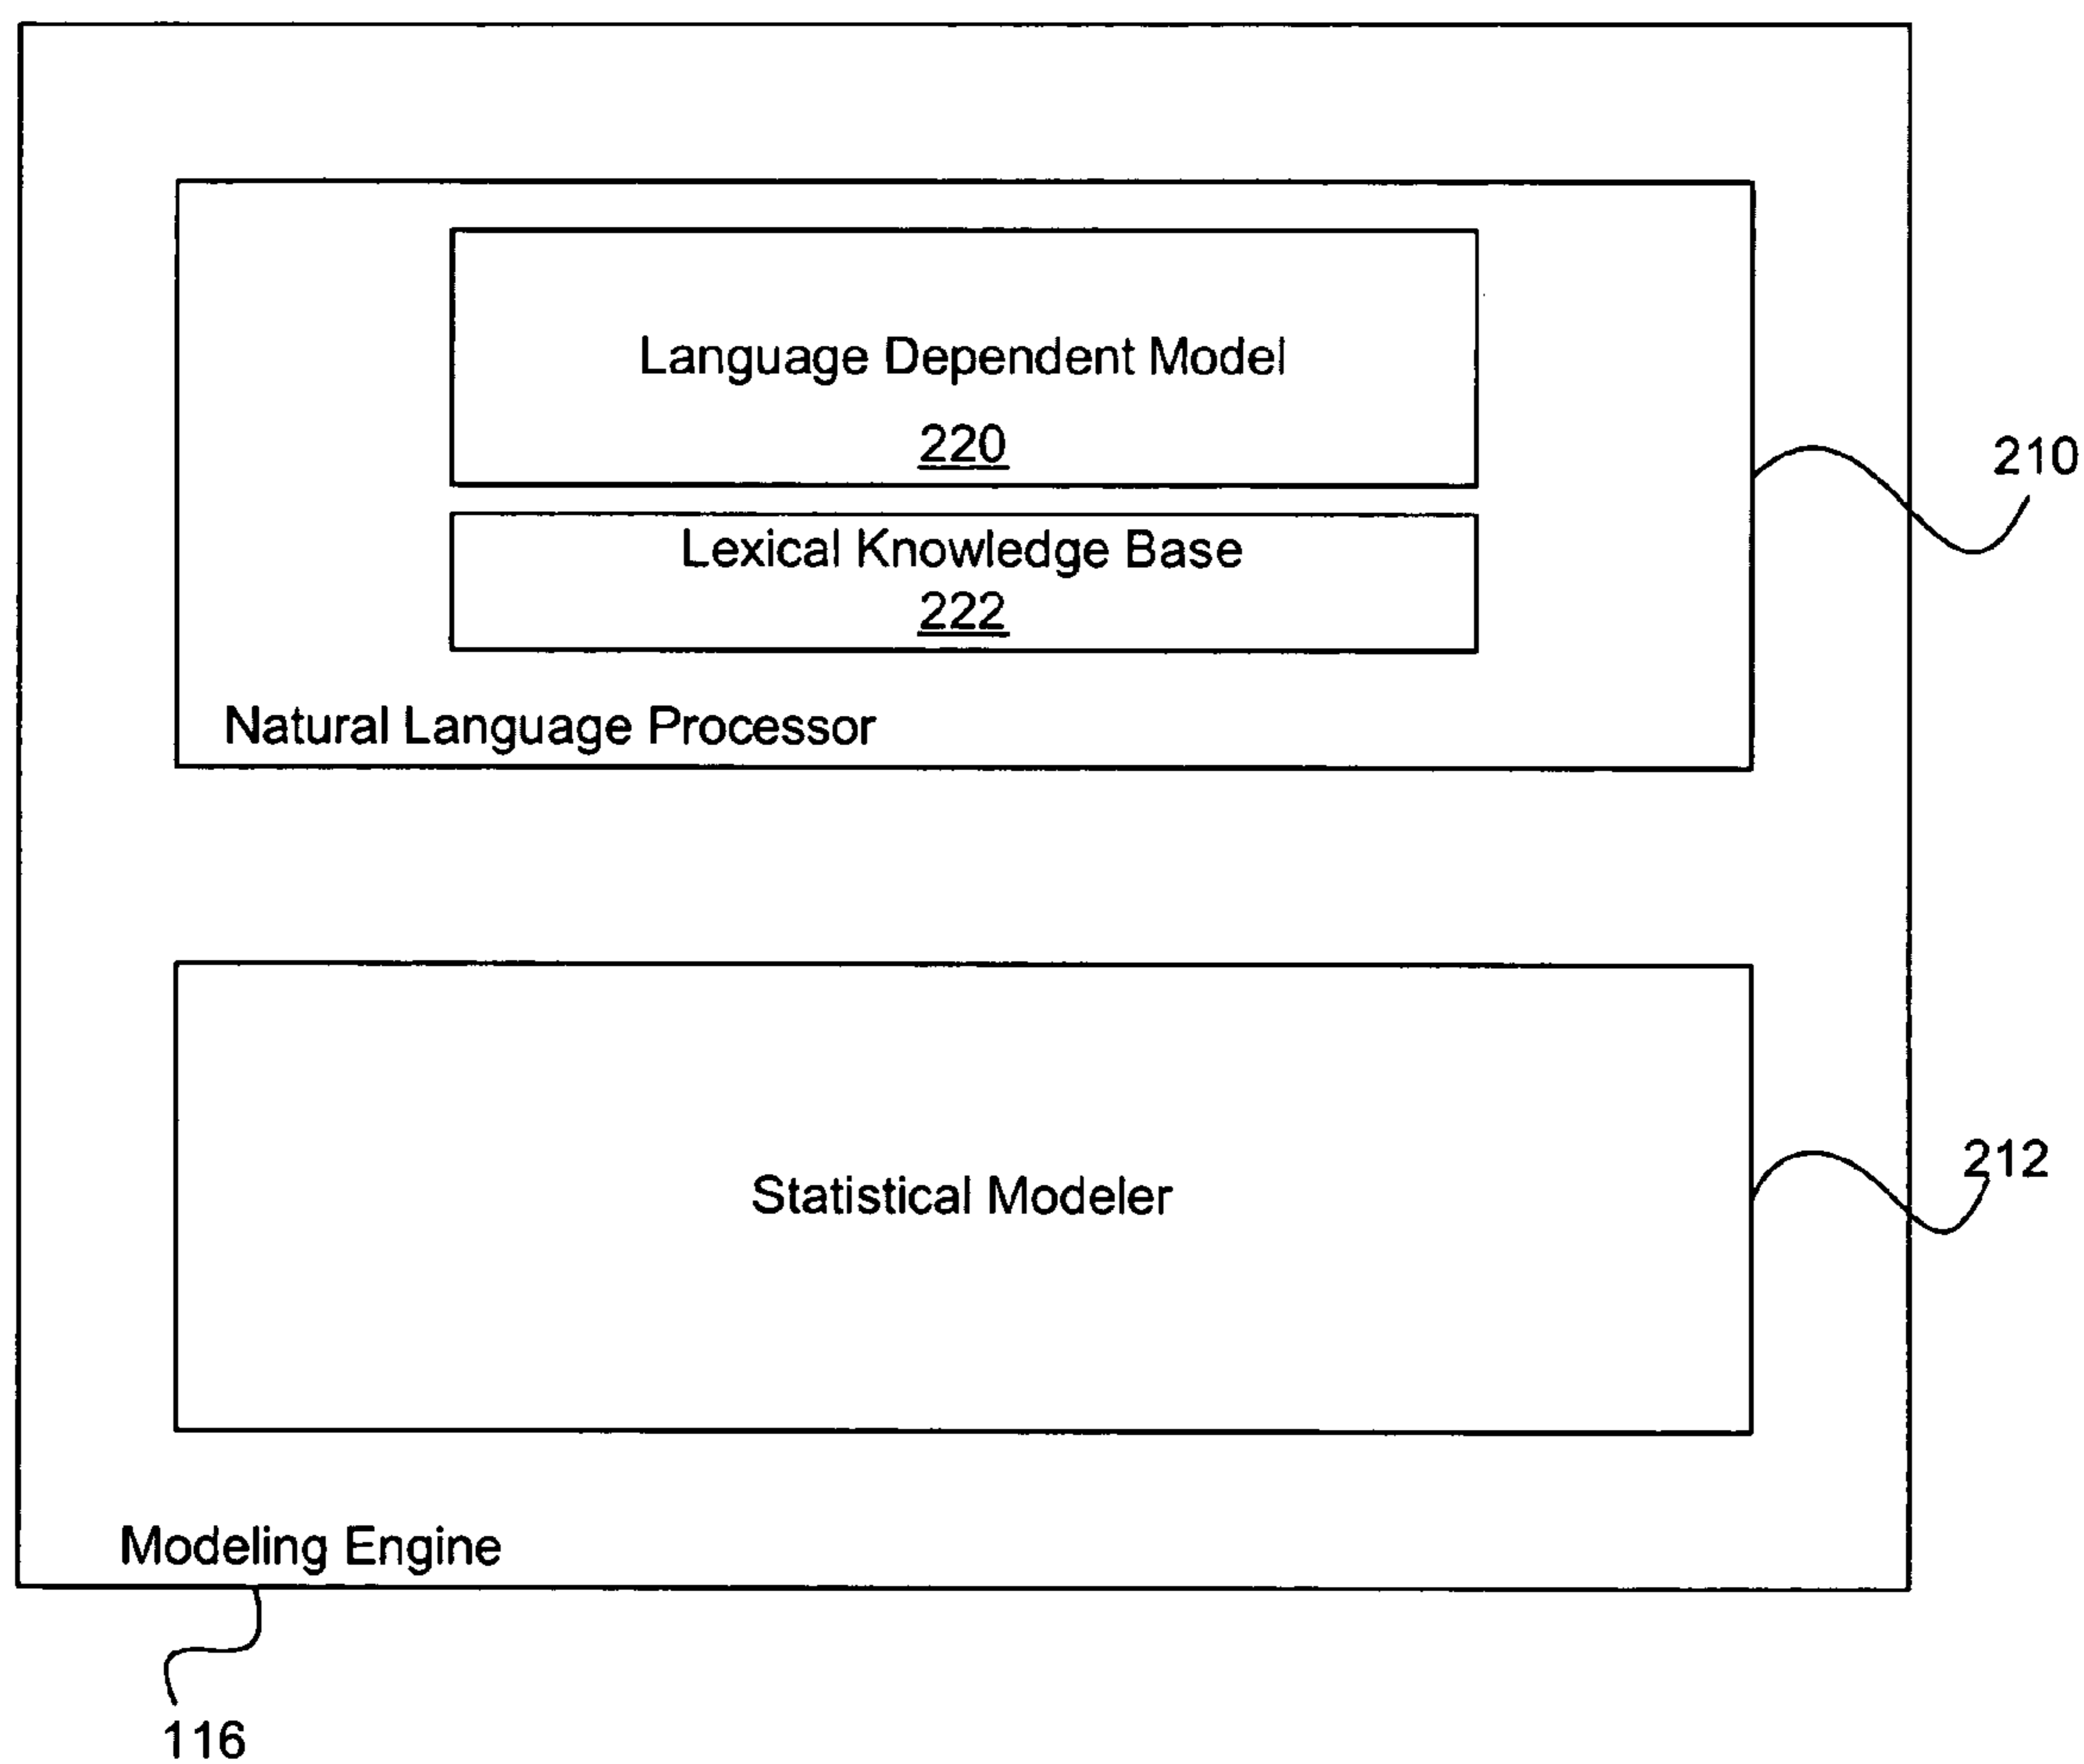 Language Dependent Model
220
210
Lexical Knowledge Base
222
Natural Language Processor
212
Statistical Modeler
Modeling Engine
116